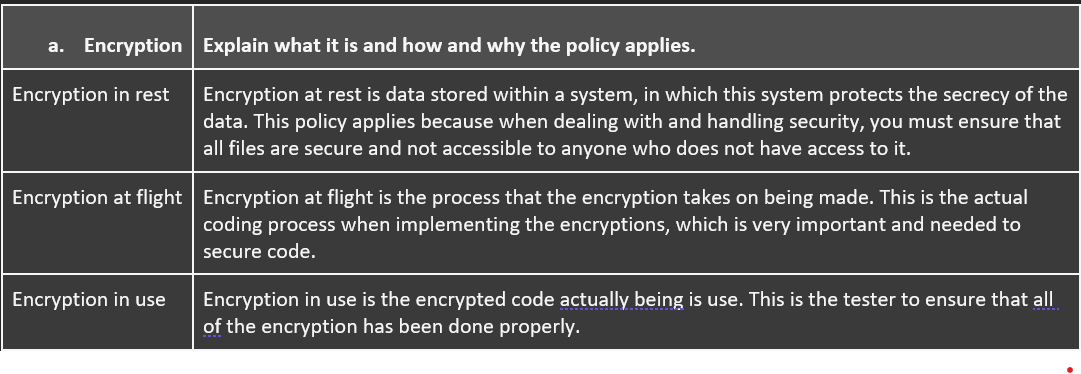 a. Encryption
Explain what it is and how and why the policy applies.
Encryption in rest
Encryption at rest is data stored within a system, in which this system protects the secrecy of the
data. This policy applies because when dealing with and handling security, you must ensure that
all files are secure and not accessible to anyone who does not have access to it.
Encryption at flight
Encryption at flight is the process that the encryption takes on being made. This is the actual
coding process when implementing the encryptions, which is very important and needed to
secure code.
Encryption in use
Encryption in use is the encrypted code actually being is use. This is the tester to ensure that all
of the encryption has been done properly.